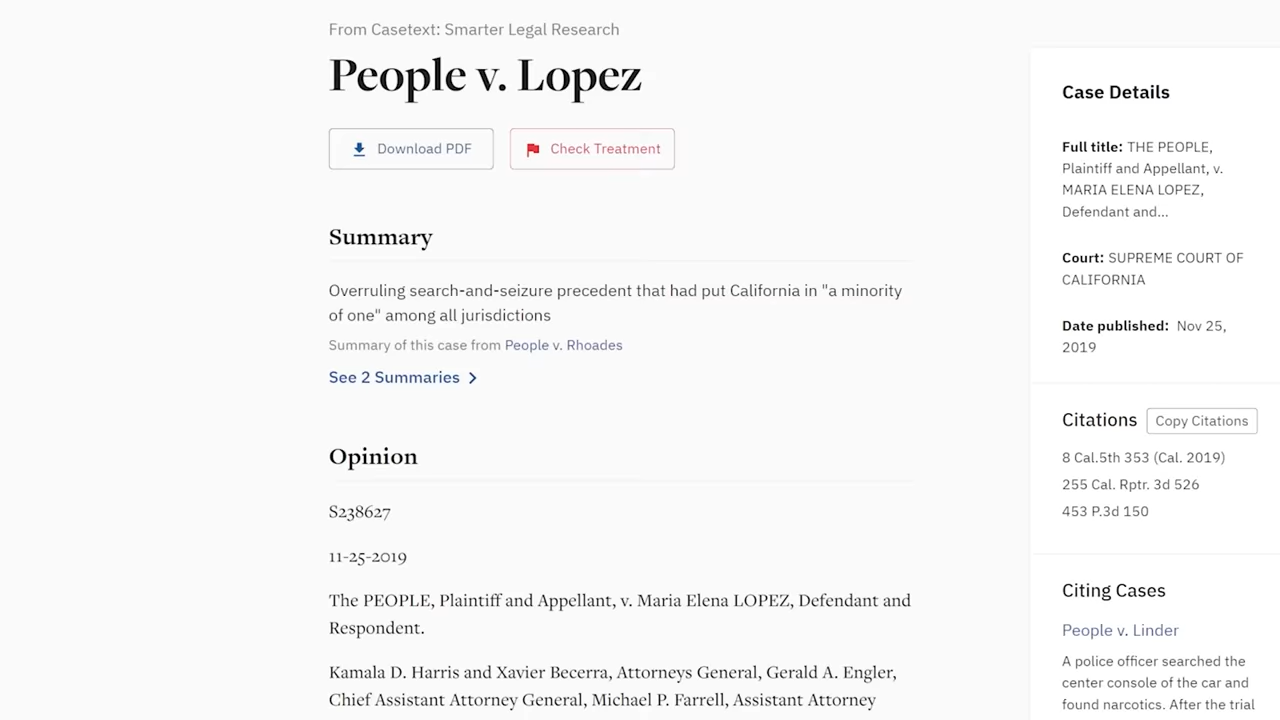 From Casetext: Smarter Legal Research
People v. Lopez
Download PDF
Check Treatment
Summary
Overruling search-and-seizure precedent that had put California in "a minority
of one" among all jurisdictions
Summary of this case from People v. Rhoades
See 2 Summaries
Opinion
S238627
11-25-2019
The PEOPLE, Plaintiff and Appellant, v. Maria Elena LOPEZ, Defendant and
Respondent.
Kamala D. Harris and Xavier Becerra, Attorneys General, Gerald A. Engler,
Chief Assistant Attorney General, Michael P. Farrell, Assistant Attorney
Case Details
Full title: THE PEOPLE,
Plaintiff and Appellant, v.
MARIA ELENA LOPEZ,
Defendant and...
Court: SUPREME COURT OF
CALIFORNIA
Date published: Nov 25,
2019
Citations
Copy Citations
8 Cal.5th 353 (Cal. 2019)
255 Cal. Rptr. 3d 526
453 P.3d 150
Citing Cases
People v. Linder
A police officer searched the
center console of the car and
found narcotics. After the trial